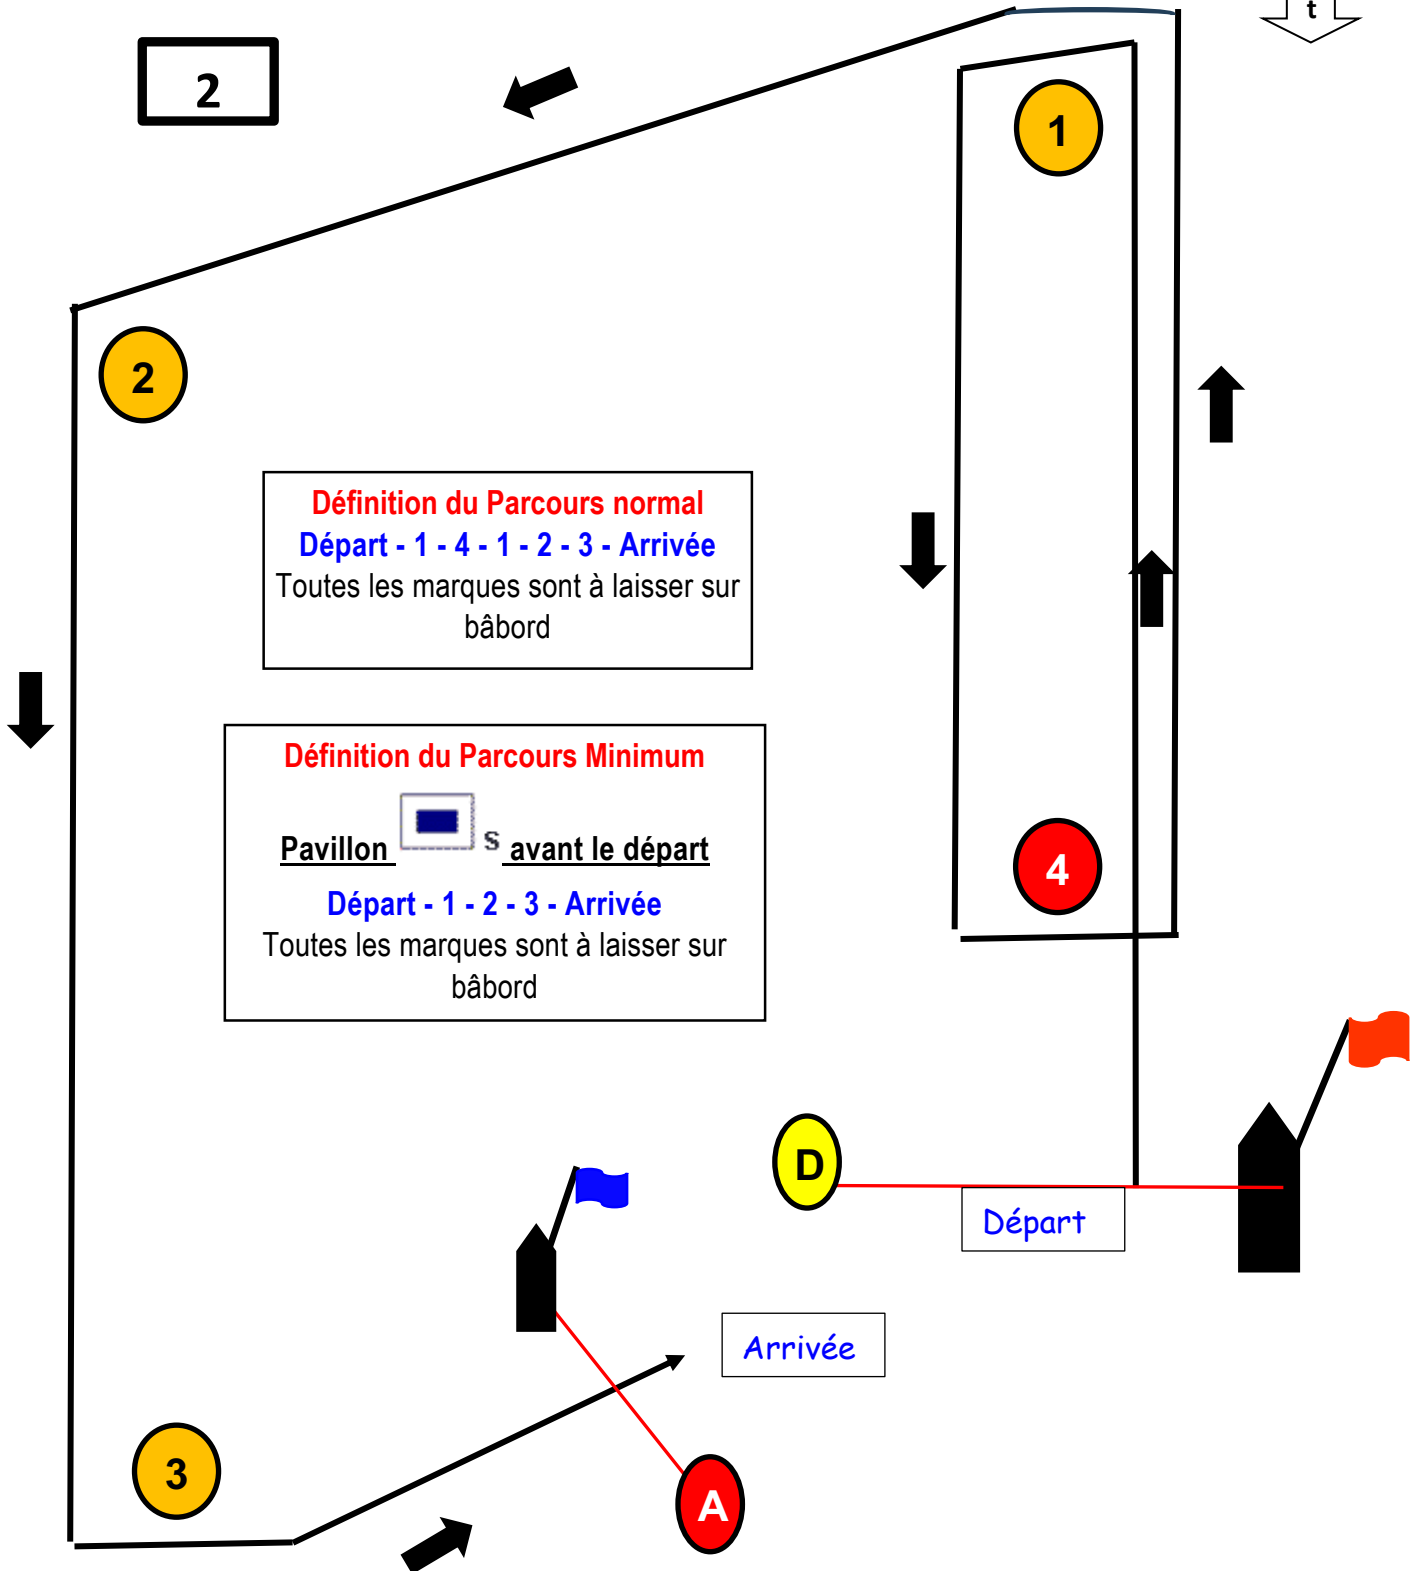 t
2
1
2
Définition du Parcours normal
Départ - 1 - 4 - 1 - 2 - 3 - Arrivée
Toutes les marques sont à laisser sur
bâbord
Définition du Parcours Minimum
Pavillon S avant le départ
Départ - 1 - 2 - 3 - Arrivée
Toutes les marques sont à laisser sur
bâbord
4
D
Départ
Arrivée
3
A